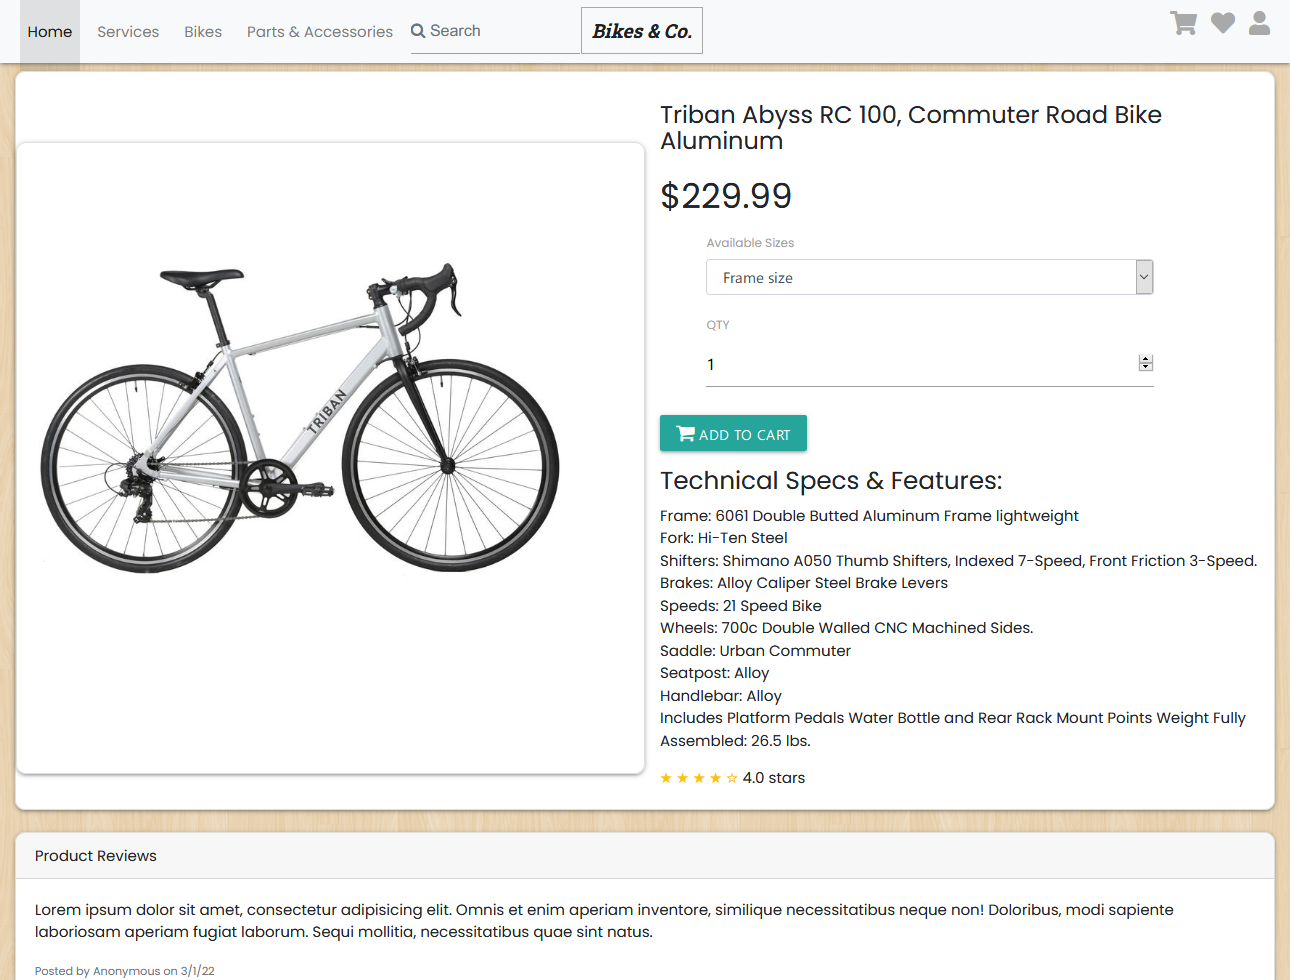 Home Services Bikes Parts & Accessories Search Bikes & Co.
Triban Abyss RC 100, Commuter Road Bike
Aluminum
$229.99
Available Sizes
Frame size
QTY
1
ADD TO CART
TRIBAN
Technical Specs & Features:
Frame: 6061 Double Butted Aluminum Frame lightweight
Fork: Hi-Ten Steel
Shifters: Shimano A050 Thumb Shifters, Indexed 7-Speed, Front Friction 3-Speed.
Brakes: Alloy Caliper Steel Brake Levers
Speeds: 21 Speed Bike
Wheels: 700c Double Walled CNC Machined Sides.
Saddle: Urban Commuter
Seatpost: Alloy
Handlebar: Alloy
Includes Platform Pedals Water Bottle and Rear Rack Mount Points Weight Fully
Assembled: 26.5 lbs.
★ ★ ★ ★ ☆ 4.0 stars
Product Reviews
Lorem ipsum dolor sit amet, consectetur adipisicing elit. Omnis et enim aperiam inventore, similique necessitatibus neque non! Doloribus, modi sapiente
laboriosam aperiam fugiat laborum. Sequi mollitia, necessitatibus quae sint natus.
Posted by Anonymous on 3/1/22